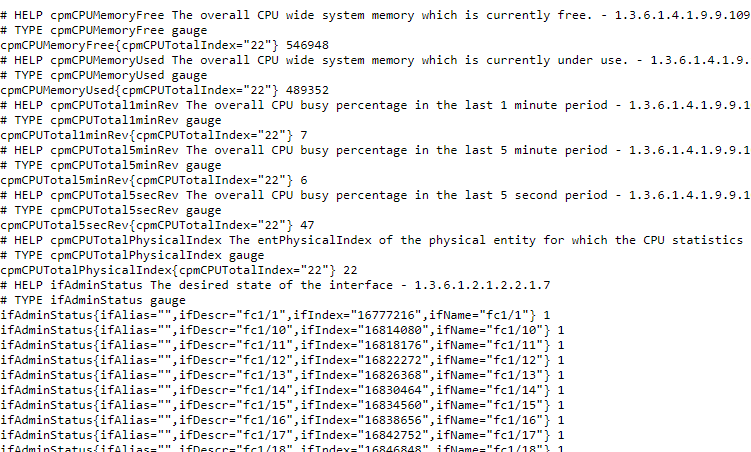 # HELP cpmCPUMemoryFree The overall CPU wide system memory which is currently free. - 1.3.6.1.4.1.9.9.109
# TYPE cpmCPUMemoryFree gauge
cpmCPUMemoryFree{cpmCPUTotalIndex="22"} 546948
# HELP cpmCPUMemoryUsed The overall CPU wide system memory which is currently under use. - 1.3.6.1.4.1.9.
# TYPE cpmCPUMemoryUsed gauge
cpmCPUMemoryUsed{cpmCPUTotalIndex="22"} 489352
# HELP cpmCPUTotal1minRev The overall CPU busy percentage in the last 1 minute period - 1.3.6.1.4.1.9.9.1
# TYPE cpmCPUTotal1minRev gauge
cpmCPUTotal1minRev{cpmCPUTotalIndex="22"} 7
# HELP cpmCPUTotal5minRev The overall CPU busy percentage in the last 5 minute period - 1.3.6.1.4.1.9.9.1
# TYPE cpmCPUTotal5minRev gauge
cpmCPUTotal5minRev{cpmCPUTotalIndex="22"} 6
# HELP cpmCPUTotal5secRev The overall CPU busy percentage in the last 5 second period - 1.3.6.1.4.1.9.9.1
# TYPE cpmCPUTotal5secRev gauge
cpmCPUTotal5secRev{cpmCPUTotalIndex="22"} 47
# HELP cpmCPUTotalPhysicalIndex The entPhysicalIndex of the physical entity for which the CPU statistics
# TYPE cpmCPUTotalPhysicalIndex gauge
cpmCPUTotalPhysicalIndex{cpmCPUTotalIndex="22"} 22
# HELP ifAdminStatus The desired state of the interface - 1.3.6.1.2.1.2.2.1.7
# TYPE ifAdminStatus gauge
ifAdminStatus{ifAlias="",ifDescr="fc1/1",ifIndex="16777216",ifName="fc1/1"} 1
ifAdminStatus{ifAlias="",ifDescr="fc1/10",ifIndex="16814080",ifName="fc1/10"} 1
ifAdminStatus{ifAlias="",ifDescr="fc1/11",ifIndex="16818176",ifName="fc1/11"} 1
ifAdminStatus{ifAlias="",ifDescr="fc1/12",ifIndex="16822272",ifName="fc1/12"} 1
ifAdminStatus{ifAlias="",ifDescr="fc1/13",ifIndex="16826368",ifName="fc1/13"} 1
ifAdminStatus{ifAlias="",ifDescr="fc1/14",ifIndex="16830464",ifName="fc1/14"} 1
ifAdminStatus{ifAlias="",ifDescr="fc1/15",ifIndex="16834560",ifName="fc1/15"} 1
ifAdminStatus{ifAlias="",ifDescr="fc1/16",ifIndex="16838656",ifName="fc1/16"} 1
ifAdminStatus{ifAlias="",ifDescr="fc1/17",ifIndex="16842752",ifName="fc1/17"} 1
ifAdminStatus{ifAlias="",ifDescr="fc1/18",ifIndex="16846848",ifName="fc1/18"} 1